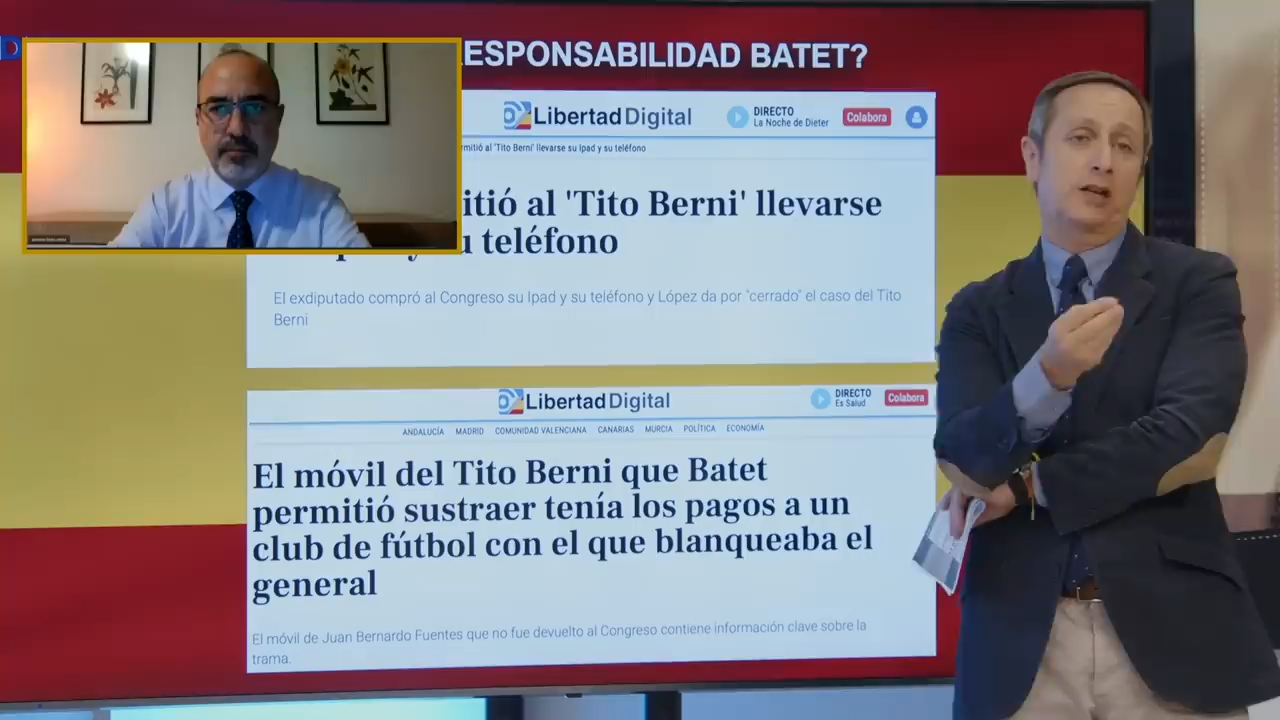 ESPONSABILIDAD BATET?
Libertad Digital
DIRECTO
La Noche de Dieter
Colabora
rmitió al 'Tito Berni' llevarse su Ipad y su teléfono
itió al 'Tito Berni' llevarse
u teléfono
El exdiputado compró al Congreso su Ipad y su teléfono y López da por "cerrado" el caso del Tito
Berni
Libertad Digital
DIRECTO
Es Salud
Colabora
ANDALUCÍA MADRID COMUNIDAD VALENCIANA CANARIAS MURCIA POLÍTICA ECONOMÍA
El móvil del Tito Berni que Batet
permitió sustraer tenía los pagos a un
club de fútbol con el que blanqueaba el
general
El móvil de Juan Bernardo Fuentes que no fue devuelto al Congreso contiene información clave sobre la
trama.